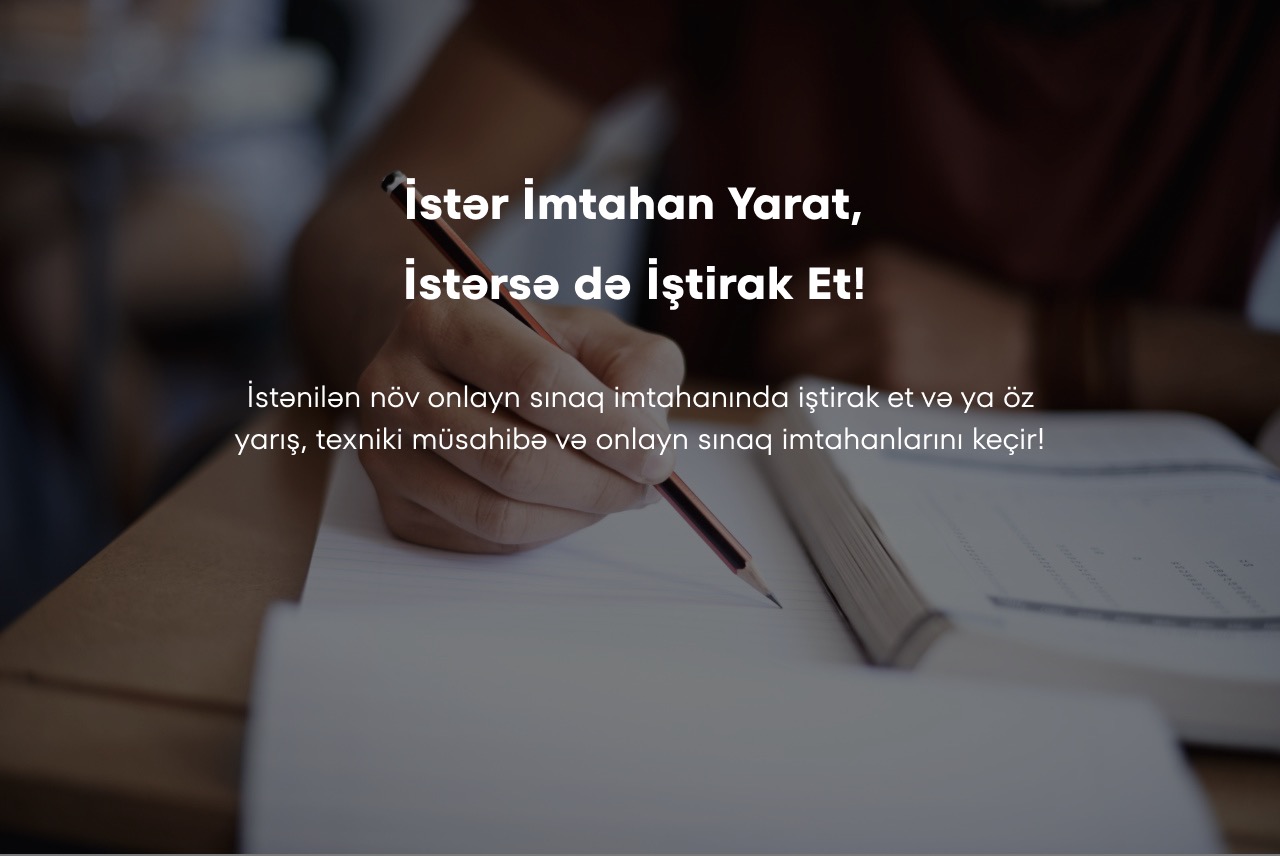 İstər İmtahan Yarat,
İstərsə də İştirak Et!
İstənilən növ onlayn sınaq imtahanında iştirak et və ya öz
yarış, texniki müsahibə və onlayn sınaq imtahanlarını keçir!